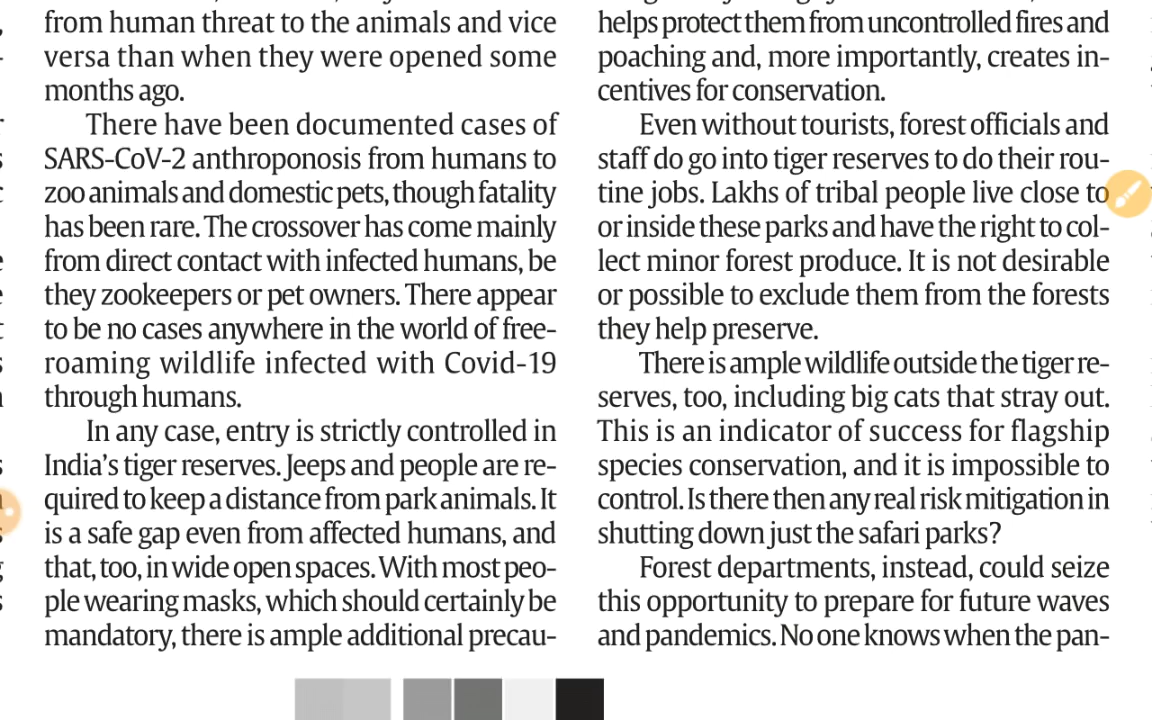 from human threat to the animals and vice
versa than when they were opened some
months ago.
There have been documented cases of
SARS-CoV-2 anthroponosis from humans to
zoo animals and domestic pets, though fatality
has been rare. The crossover has come mainly
from direct contact with infected humans, be
they zookeepers or pet owners. There appear
to be no cases anywhere in the world of free-
roaming wildlife infected with Covid-19
through humans.
In any case, entry is strictly controlled in
India’s tiger reserves. Jeeps and people are re-
quired to keep a distance from park animals. It
is a safe gap even from affected humans, and
that, too, in wide open spaces. With most peo-
ple wearing masks, which should certainly be
mandatory, there is ample additional precau-
helps protect them from uncontrolled fires and
poaching and, more importantly, creates in-
centives for conservation.
Even without tourists, forest officials and
staff do go into tiger reserves to do their rou-
tine jobs. Lakhs of tribal people live close to
or inside these parks and have the right to col-
lect minor forest produce. It is not desirable
or possible to exclude them from the forests
they help preserve.
There is ample wildlife outside the tiger re-
serves, too, including big cats that stray out.
This is an indicator of success for flagship
species conservation, and it is impossible to
control. Is there then any real risk mitigation in
shutting down just the safari parks?
Forest departments, instead, could seize
this opportunity to prepare for future waves
and pandemics. No one knows when the pan-